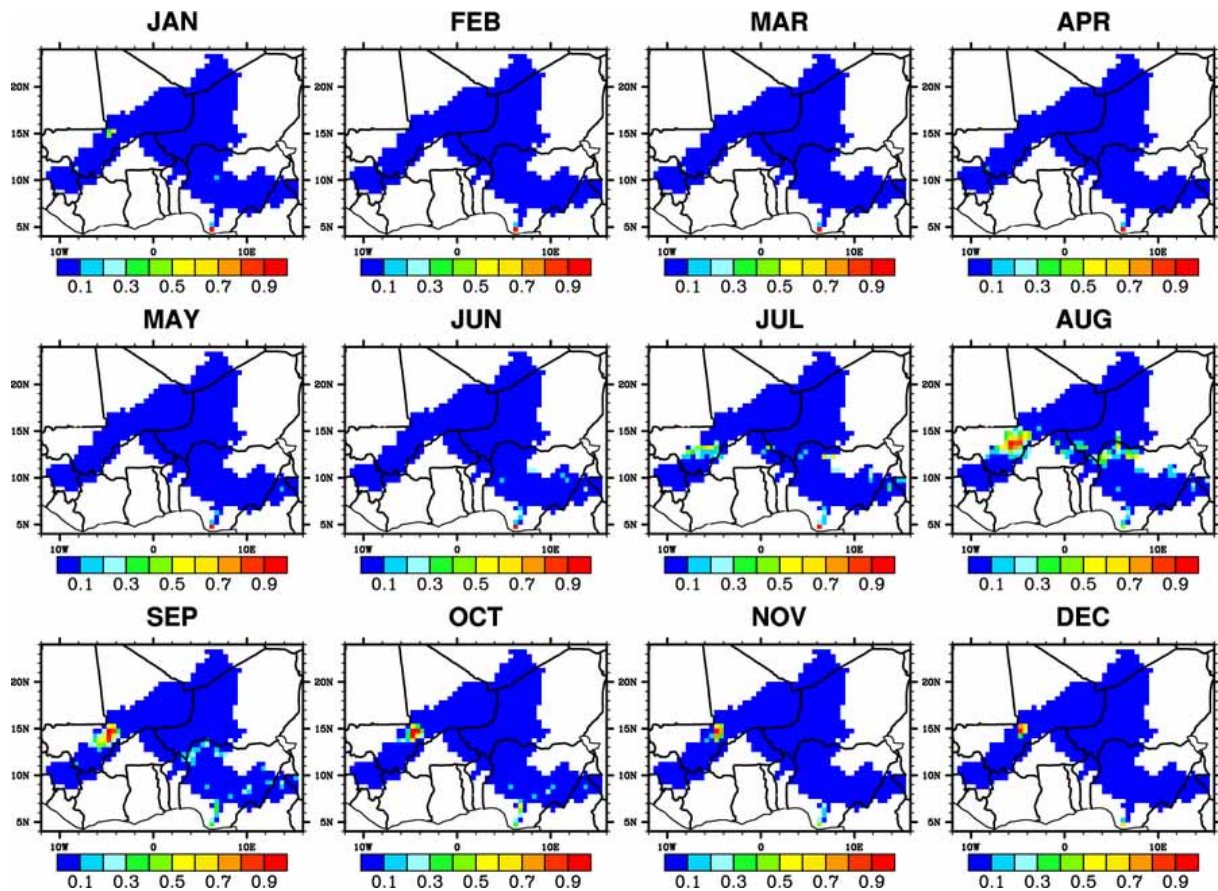 JAN FEB MAR APR
20N 20N 20N 20N
15N 15N 15N 15N
10N 10N 10N 10N
5N 5N 5N 5N
10W 0 10E 10W 0 10E 10W 0 10E 10W 0 10E
0.1 0.3 0.5 0.7 0.9 0.1 0.3 0.5 0.7 0.9 0.1 0.3 0.5 0.7 0.9 0.1 0.3 0.5 0.7 0.9
MAY JUN JUL AUG
20N 20N 20N 20N
15N 15N 15N 15N
10N 10N 10N 10N
5N 5N 5N 5N
10W 0 10E 10W 0 10E 10W 0 10E 10W 0 10E
0.1 0.3 0.5 0.7 0.9 0.1 0.3 0.5 0.7 0.9 0.1 0.3 0.5 0.7 0.9 0.1 0.3 0.5 0.7 0.9
SEP OCT NOV DEC
20N 20N 20N 20N
15N 15N 15N 15N
10N 10N 10N 10N
5N 5N 5N 5N
10W 0 10E 10W 0 10E 10W 0 10E 10W 0 10E
0.1 0.3 0.5 0.7 0.9 0.1 0.3 0.5 0.7 0.9 0.1 0.3 0.5 0.7 0.9 0.1 0.3 0.5 0.7 0.9